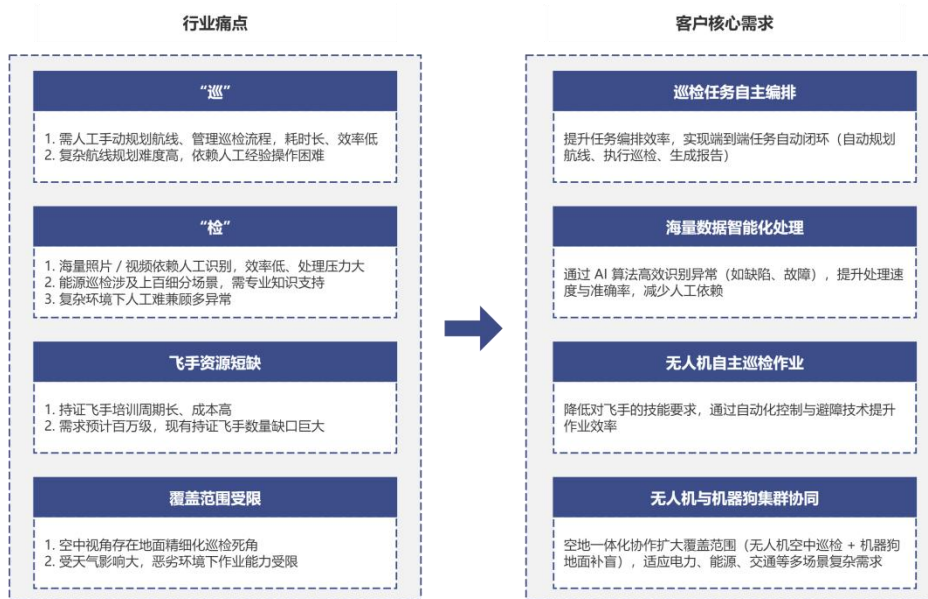 行业痛点
“巡”
1. 需人工手动规划航线、管理巡检流程，耗时长、效率低
2. 复杂航线规划难度高，依赖人工经验操作困难
“检”
1. 海量照片 / 视频依赖人工识别，效率低、处理压力大
2. 能源巡检涉及上百细分场景，需专业知识支持
3. 复杂环境下人工难兼顾多异常
飞手资源短缺
1. 持证飞手培训周期长、成本高
2. 需求预计百万级，现有持证飞手数量缺口巨大
覆盖范围受限
1. 空中视角存在地面精细化巡检死角
2. 受天气影响大，恶劣环境下作业能力受限
客户核心需求
巡检任务自主编排
提升任务编排效率，实现端到端任务自动闭环（自动规划
航线、执行巡检、生成报告）
海量数据智能化处理
通过 AI 算法高效识别异常（如缺陷、故障），提升处理速
度与准确率，减少人工依赖
无人机自主巡检作业
降低对飞手的技能要求，通过自动化控制与避障技术提升
作业效率
无人机与机器狗集群协同
空地一体化协作扩大覆盖范围（无人机空中巡检 + 机器狗
地面补盲），适应电力、能源、交通等多场景复杂需求